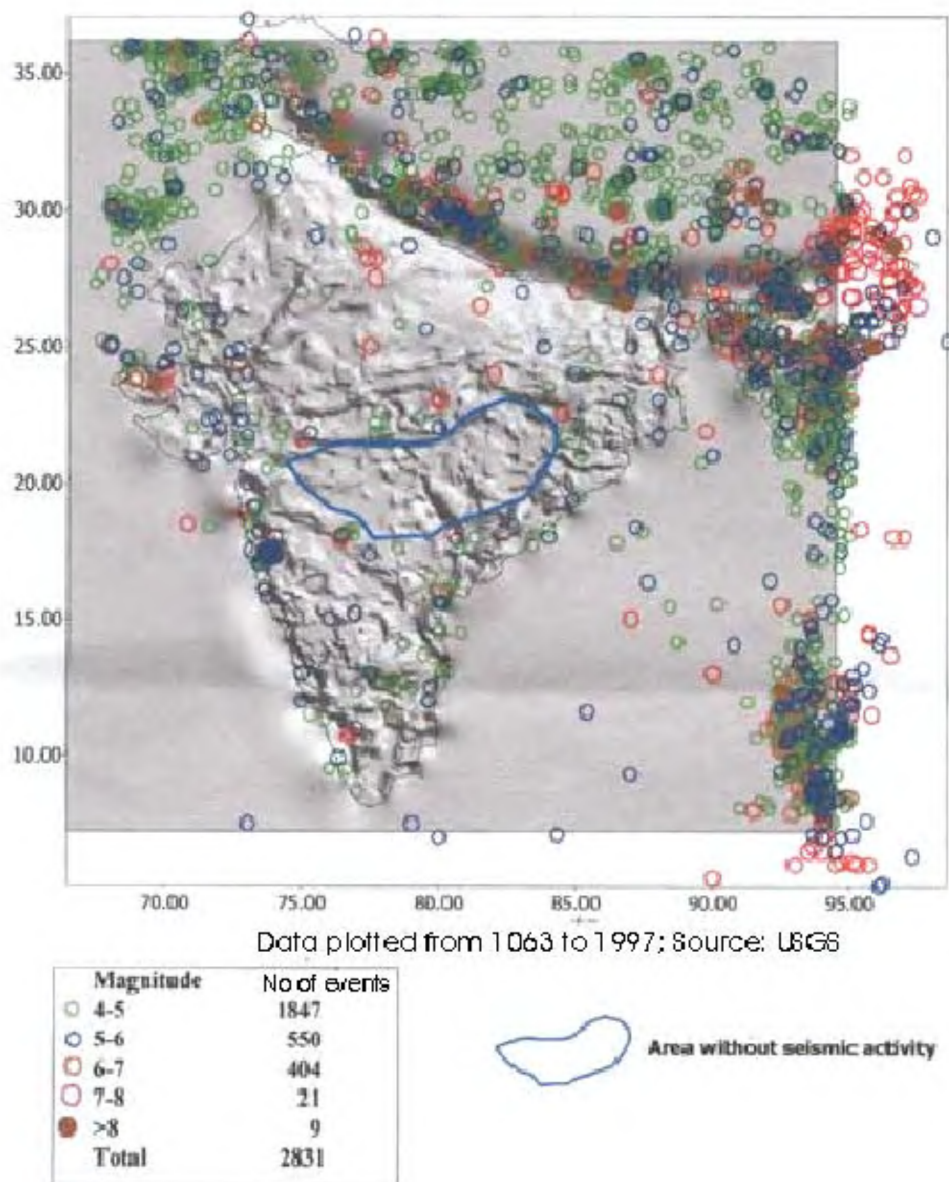 35.00
30.00
25.00
20.00
15.00
10.00
70.00 75.00 80.00 85.00 90.00 95.00
Data plotted from 1063 to 1997; Source: USGS
Magnitude No of events
4-5 1847
5-6 550
6-7 404
7-8 21
>8 9
Total 2831
Area without seismic activity